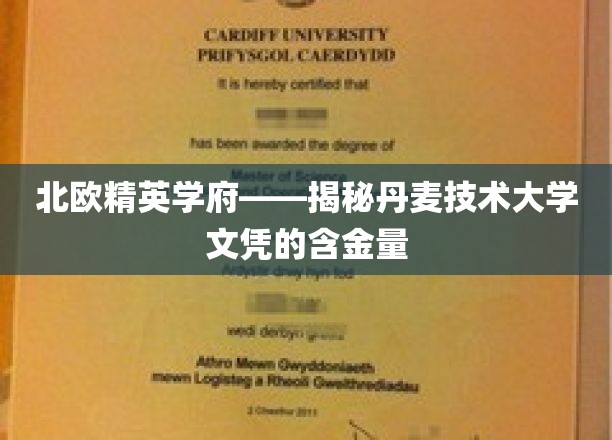 CARDIFF UNIVERSITY
PRIFYSGOL CAERDYDD
It is hereby certified that
has been awarded the degree of
Master of Science
北欧精英学府——揭秘丹麦技术大学
文凭的含金量
Ardystir drwy hyn fod
wedi derbyn
Athro Mewn Gwyddoniaeth
mewn Logisteg a Rheoli Gweithrediadau
2011